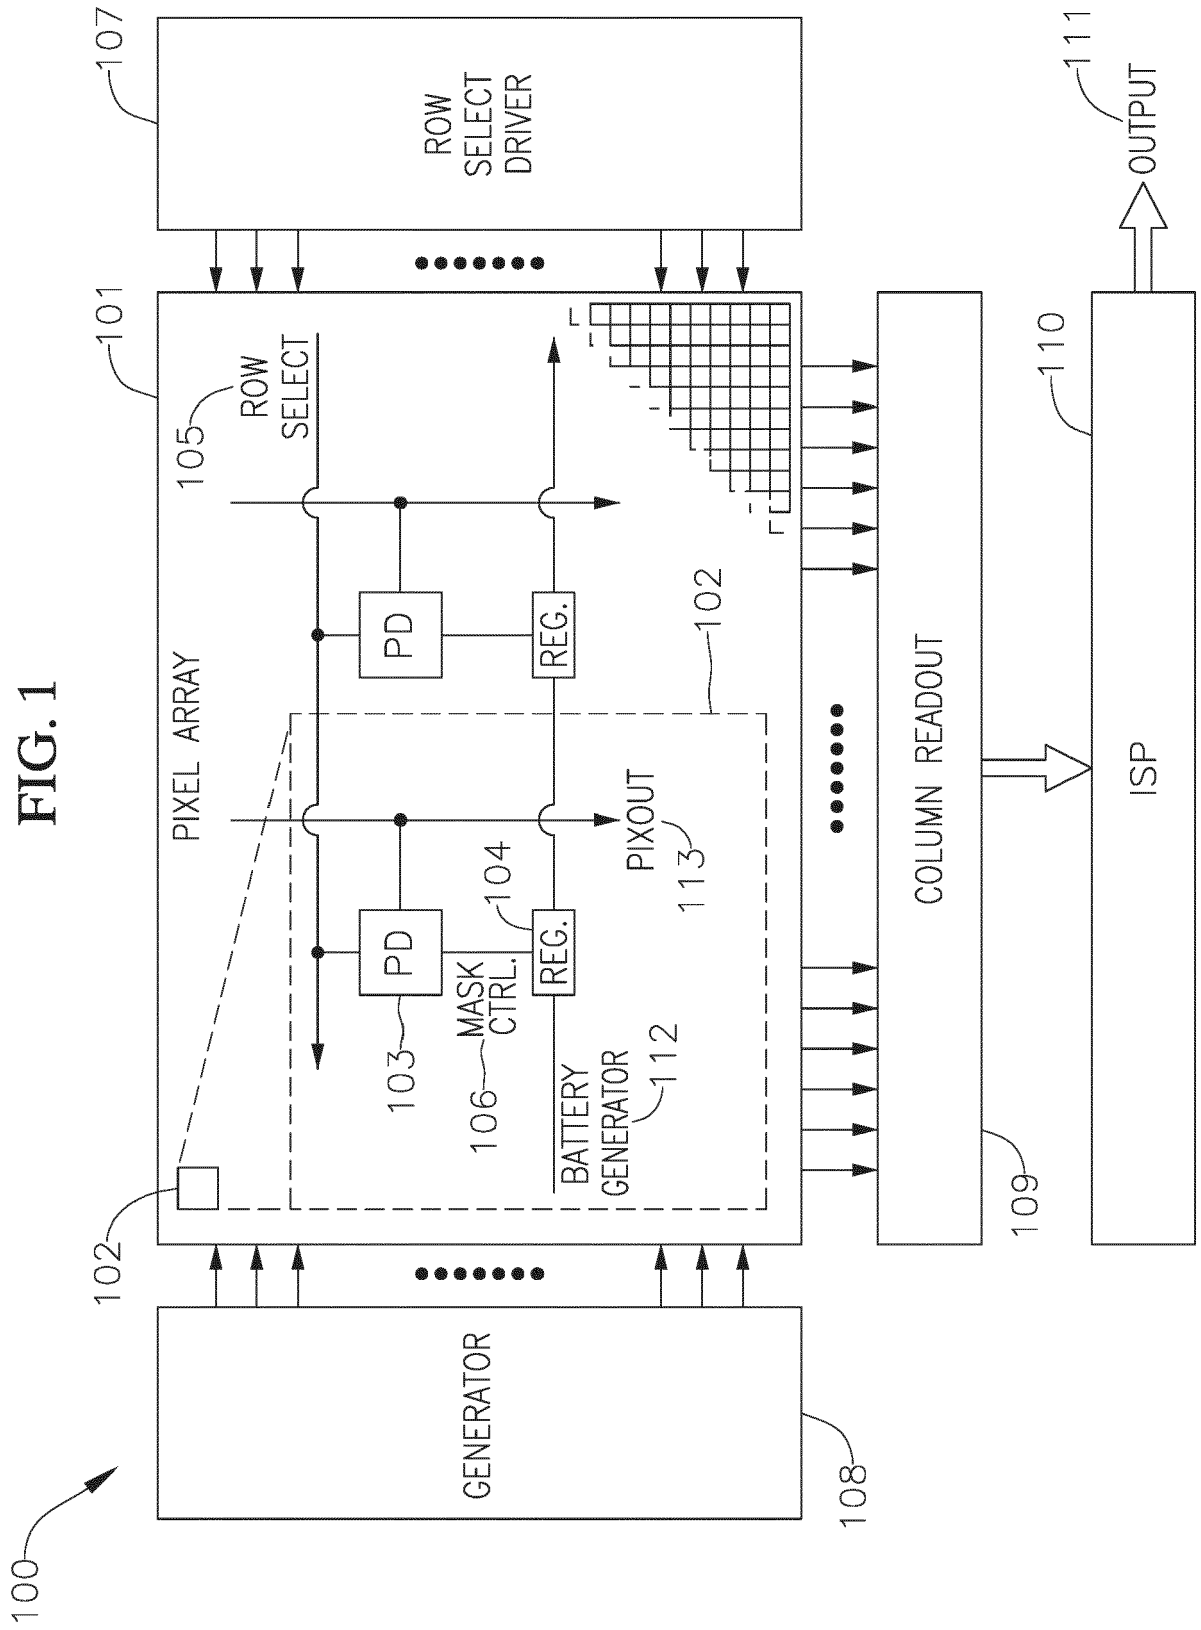 FIG. 1
100
102
PIXEL ARRAY
101
107
105
ROW
SELECT
GENERATOR
108
PD
103
PD
MASK
CTRL.
106
104
REG.
REG.
BATTERY
GENERATOR
112
PIXOUT
113
102
ROW
SELECT
DRIVER
COLUMN READOUT
109
ISP
110
OUTPUT
111